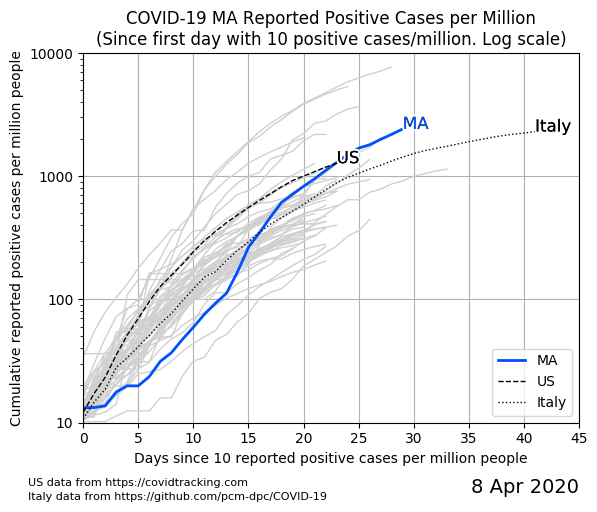 COVID-19 MA Reported Positive Cases per Million
(Since first day with 10 positive cases/million. Log scale)
Cumulative reported positive cases per million people
10000
1000
100
10
MA
Italy
US
MA
US
Italy
0 5 10 15 20 25 30 35 40 45
Days since 10 reported positive cases per million people
US data from https://covidtracking.com
Italy data from https://github.com/pcm-dpc/COVID-19
8 Apr 2020